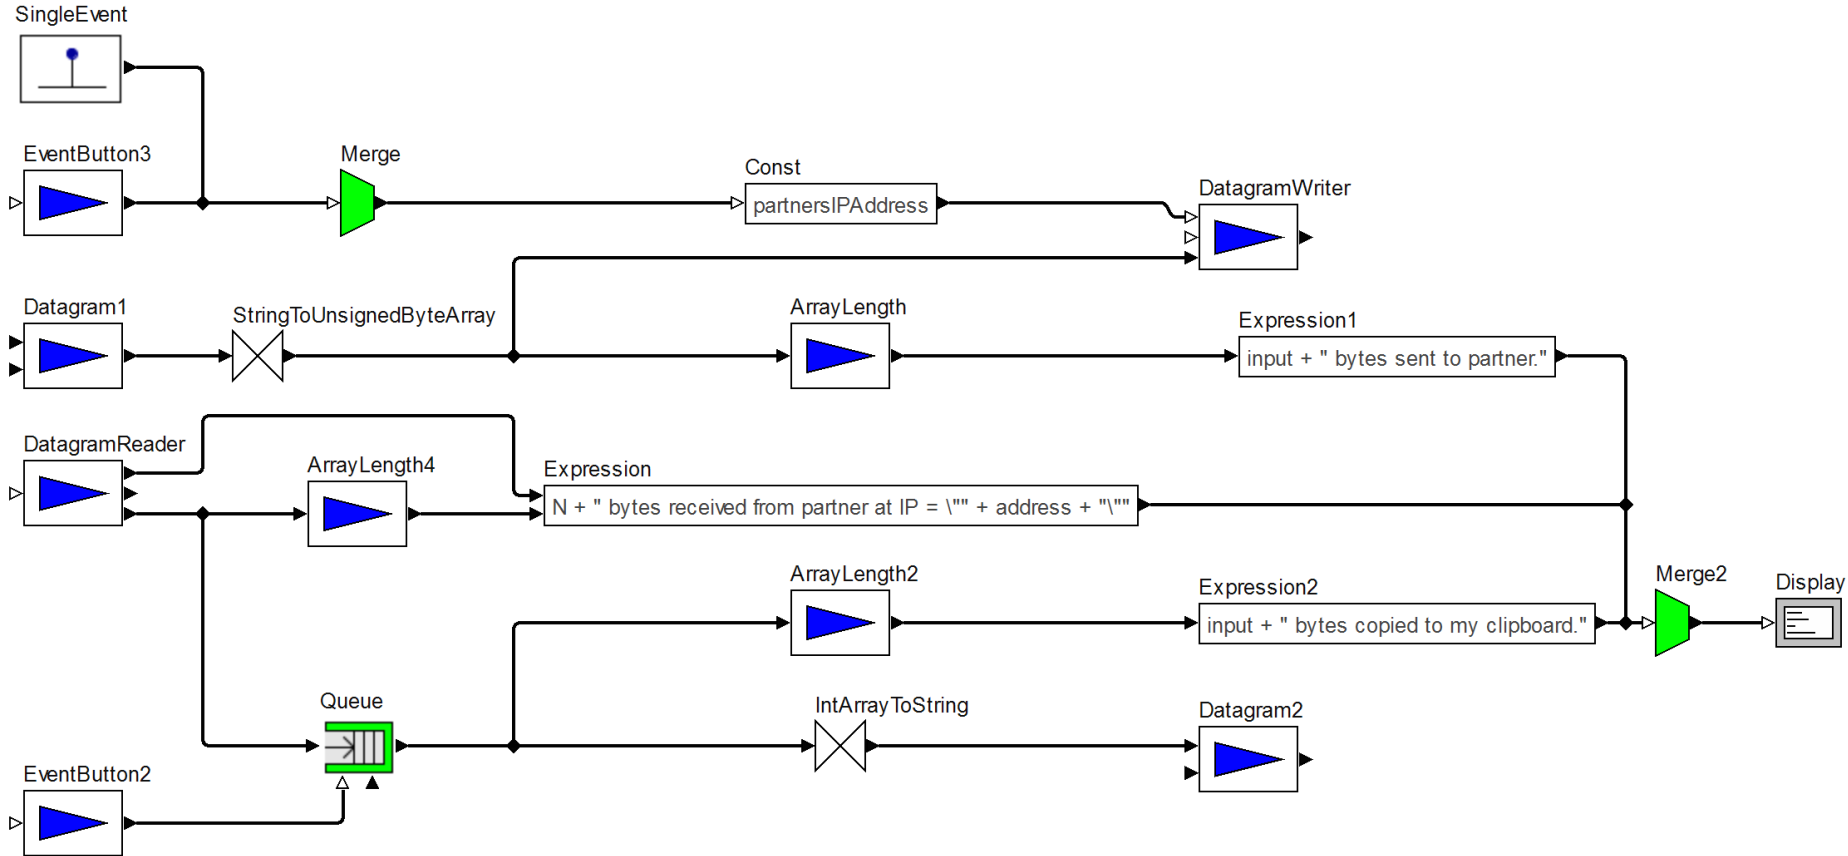 SingleEvent
EventButton3
Merge
Const
partnersIPAddress
DatagramWriter
Datagram1
StringToUnsignedByteArray
ArrayLength
Expression1
input + " bytes sent to partner."
DatagramReader
ArrayLength4
Expression
N + " bytes received from partner at IP = \"" + address + "\""
ArrayLength2
Expression2
input + " bytes copied to my clipboard."
Merge2
Display
Queue
IntArrayToString
Datagram2
EventButton2